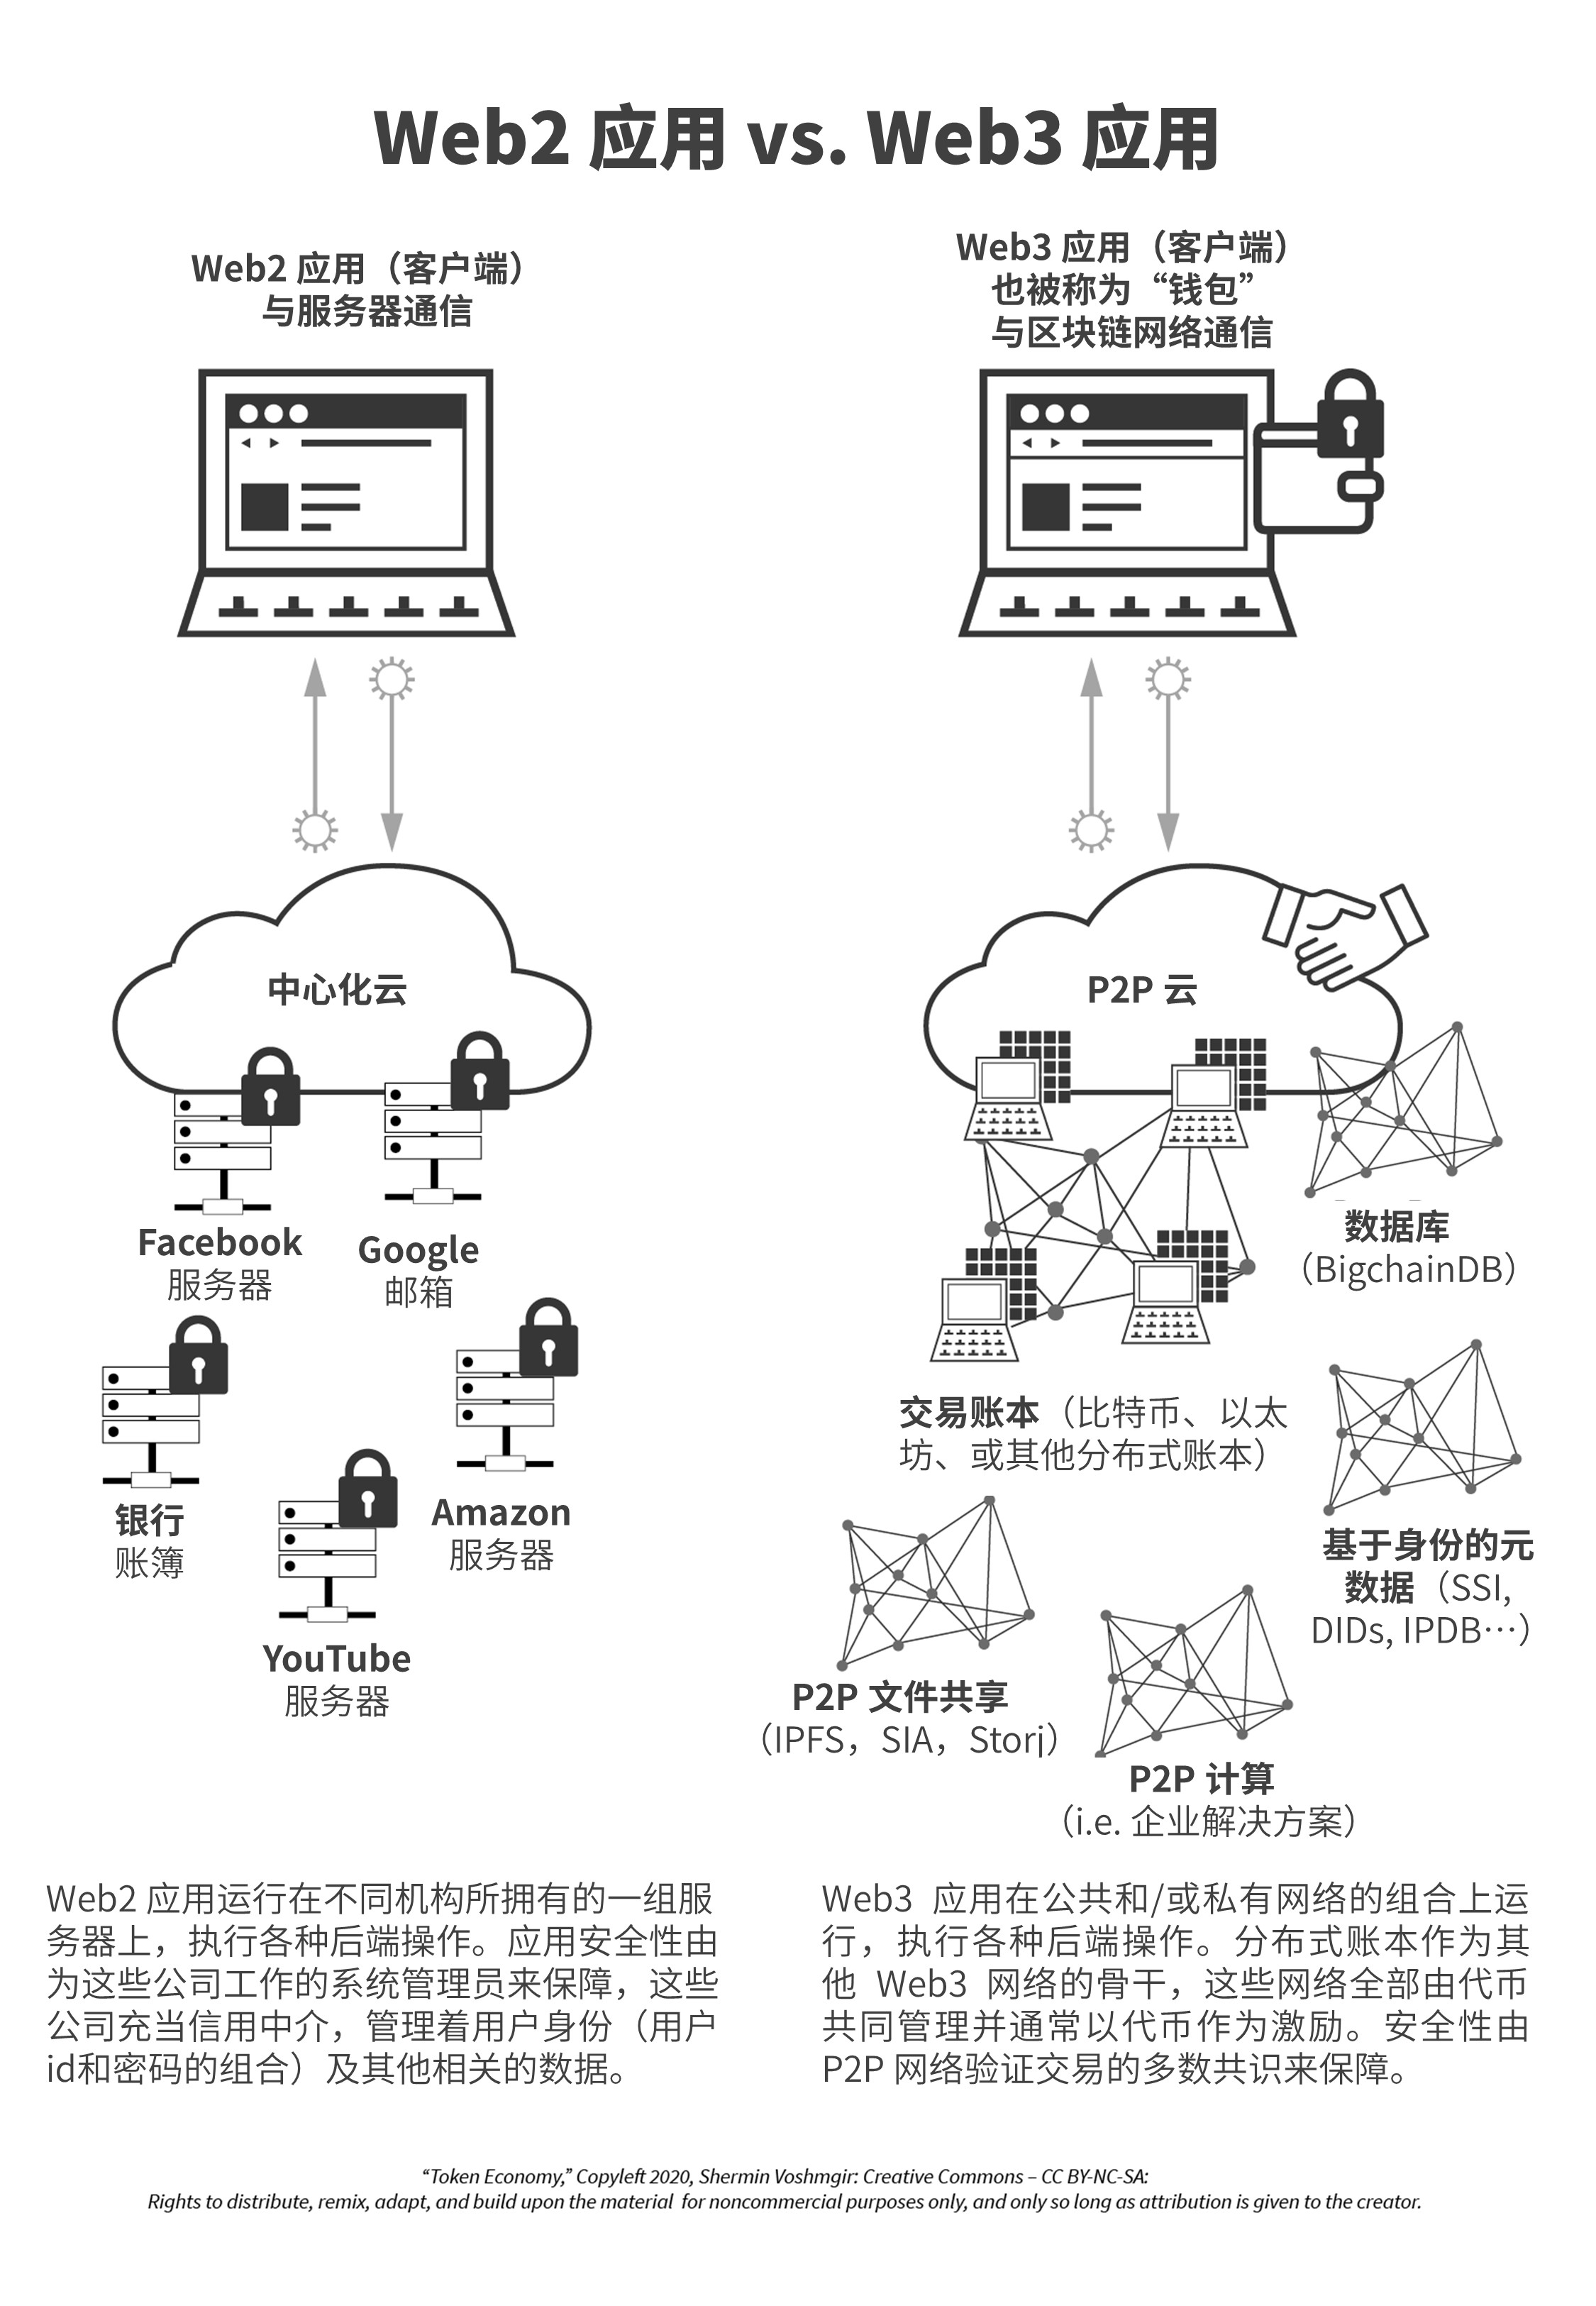 Web2 应用 vs. Web3 应用
Web2 应用（客户端）
与服务器通信
Web3 应用（客户端）
也被称为“钱包”
与区块链网络通信
中心化云
Facebook
服务器
Google
邮箱
银行
账簿
Amazon
服务器
YouTube
服务器
P2P 云
数据库
（BigchainDB）
交易账本（比特币、以太
坊、或其他分布式账本）
基于身份的元
数据（SSI,
DIDs, IPDB…）
P2P 文件共享
（IPFS，SIA，Storj）
P2P 计算
（i.e. 企业解决方案）
Web2 应用运行在不同机构所拥有的一组服
务器上，执行各种后端操作。应用安全性由
为这些公司工作的系统管理员来保障，这些
公司充当信用中介，管理着用户身份（用户
id和密码的组合）及其他相关的数据。
Web3 应用在公共和/或私有网络的组合上运
行，执行各种后端操作。分布式账本作为其
他 Web3 网络的骨干，这些网络全部由代币
共同管理并通常以代币作为激励。安全性由
P2P 网络验证交易的多数共识来保障。
“Token Economy,” Copyleft 2020, Shermin Voshmgir: Creative Commons – CC BY-NC-SA:
Rights to distribute, remix, adapt, and build upon the material for noncommercial purposes only, and only so long as attribution is given to the creator.